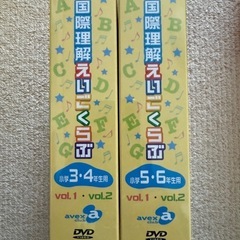 国際理解えいごくらぶ
小学3・4年生用
vol.1・vol.2
avex
DVD
国際理解えいごくらぶ
小学5・6年生用
vol.1・vol.2
avex
DVD